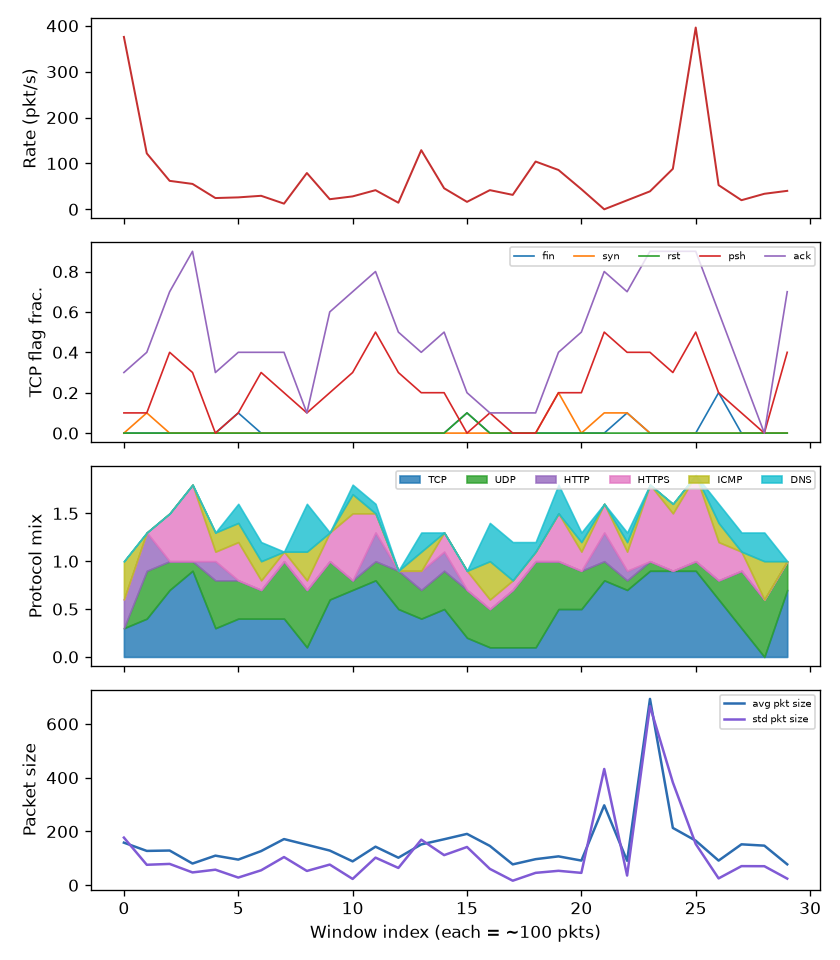 400
300
200
100
0
Rate (pkt/s)
fin syn rst psh ack
0.8
0.6
0.4
0.2
0.0
TCP flag frac.
TCP UDP HTTP HTTPS ICMP DNS
1.5
1.0
0.5
0.0
Protocol mix
avg pkt size
std pkt size
600
400
200
0
Packet size
0 5 10 15 20 25 30
Window index (each = ~100 pkts)